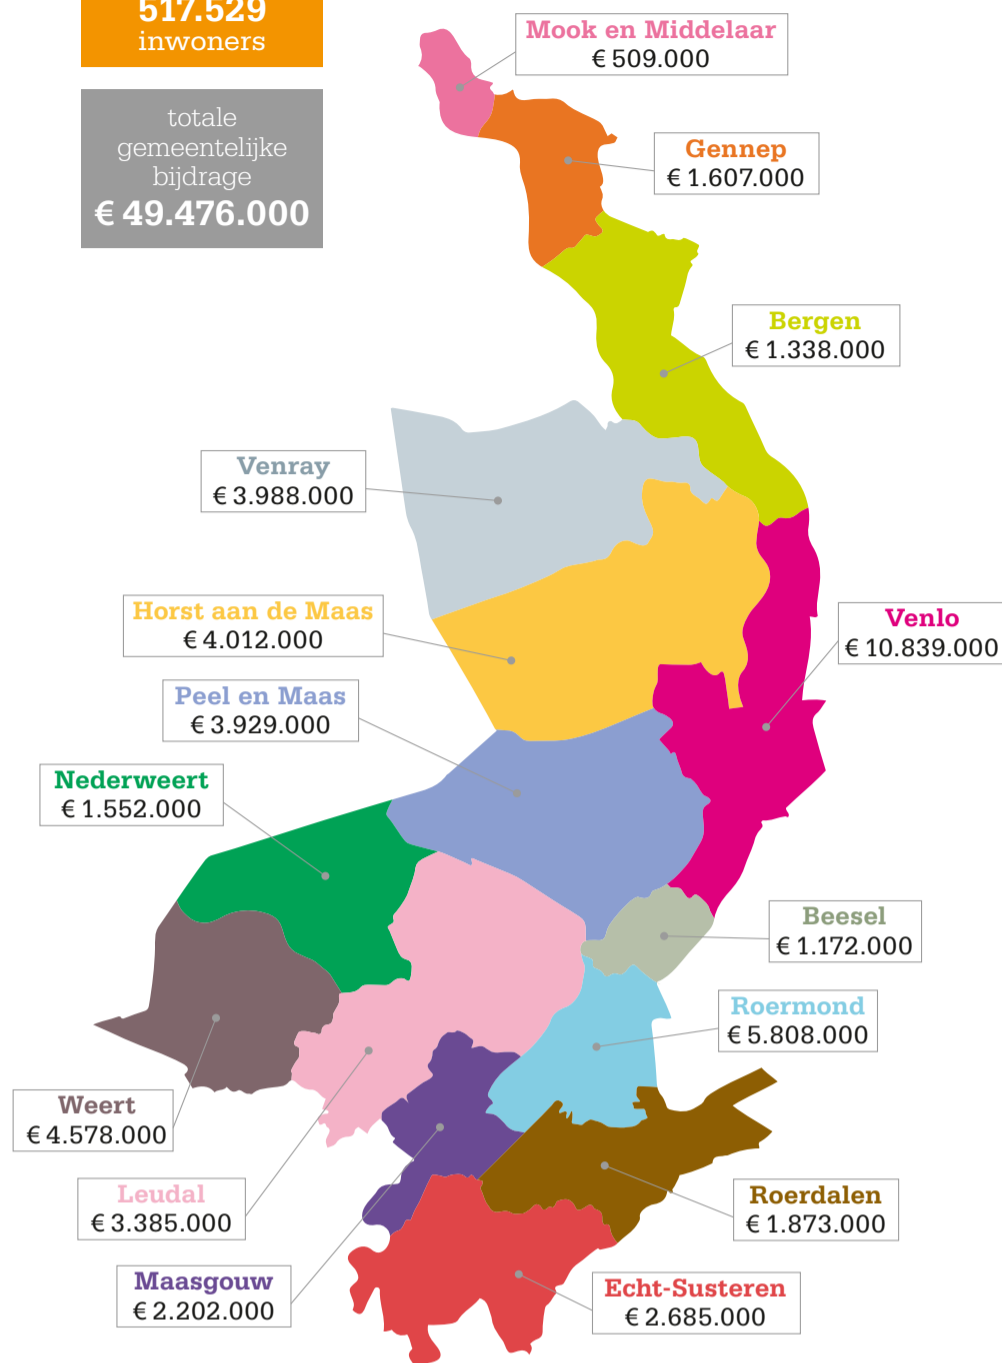 517.529
inwoners
totale
gemeentelijke
bijdrage
€ 49.476.000
Mook en Middelaar
€ 509.000
Gennep
€ 1.607.000
Bergen
€ 1.338.000
Venray
€ 3.988.000
Horst aan de Maas
€ 4.012.000
Venlo
€ 10.839.000
Peel en Maas
€ 3.929.000
Nederweert
€ 1.552.000
Beesel
€ 1.172.000
Roermond
€ 5.808.000
Weert
€ 4.578.000
Leudal
€ 3.385.000
Roerdalen
€ 1.873.000
Maasgouw
€ 2.202.000
Echt-Susteren
€ 2.685.000